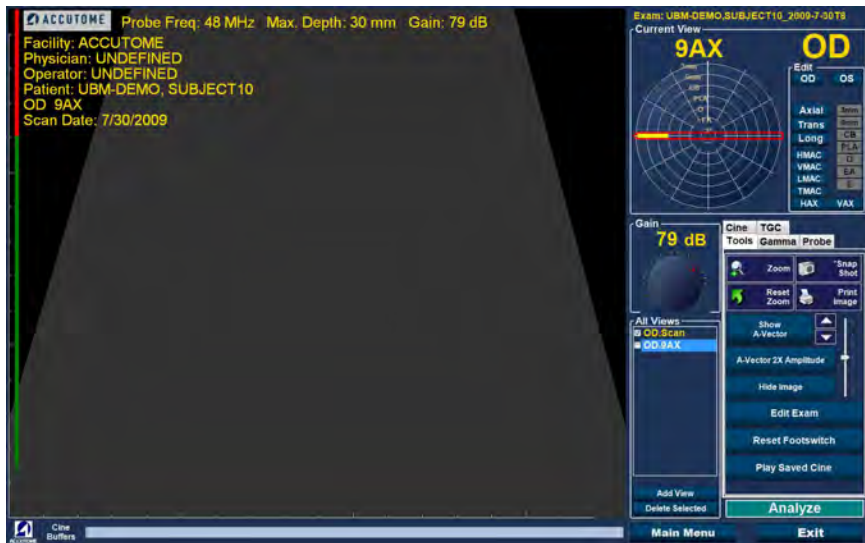 ACCUTOME
Probe Freq: 48 MHz Max. Depth: 30 mm Gain: 79 dB
Facility: ACCUTOME
Physician: UNDEFINED
Operator: UNDEFINED
Patient: UBM-DEMO, SUBJECT10
OD 9AX
Scan Date: 7/30/2009
Exam: UBM-DEMO,SUBJECT10_2009-7-30T8
Current View
9AX
OD
Edit
OD OS
Axial
Trans
Long
CB
PLA
HMAC
VMAC
LMAC
TMAC
EA
HAX VAX
Gain
79 dB
Cine TGC
Tools Gamma Probe
Zoom
"Snap Shot
Reset Zoom
Print Image
All Views
OD.Scan
OD.9AX
Show A-Vector
A-Vector 2X Amplitude
Hide Image
Edit Exam
Reset Footswitch
Play Saved Cine
Add View
Delete Selected
Analyze
ACCUTOME
Cine Buffers
Main Menu
Exit